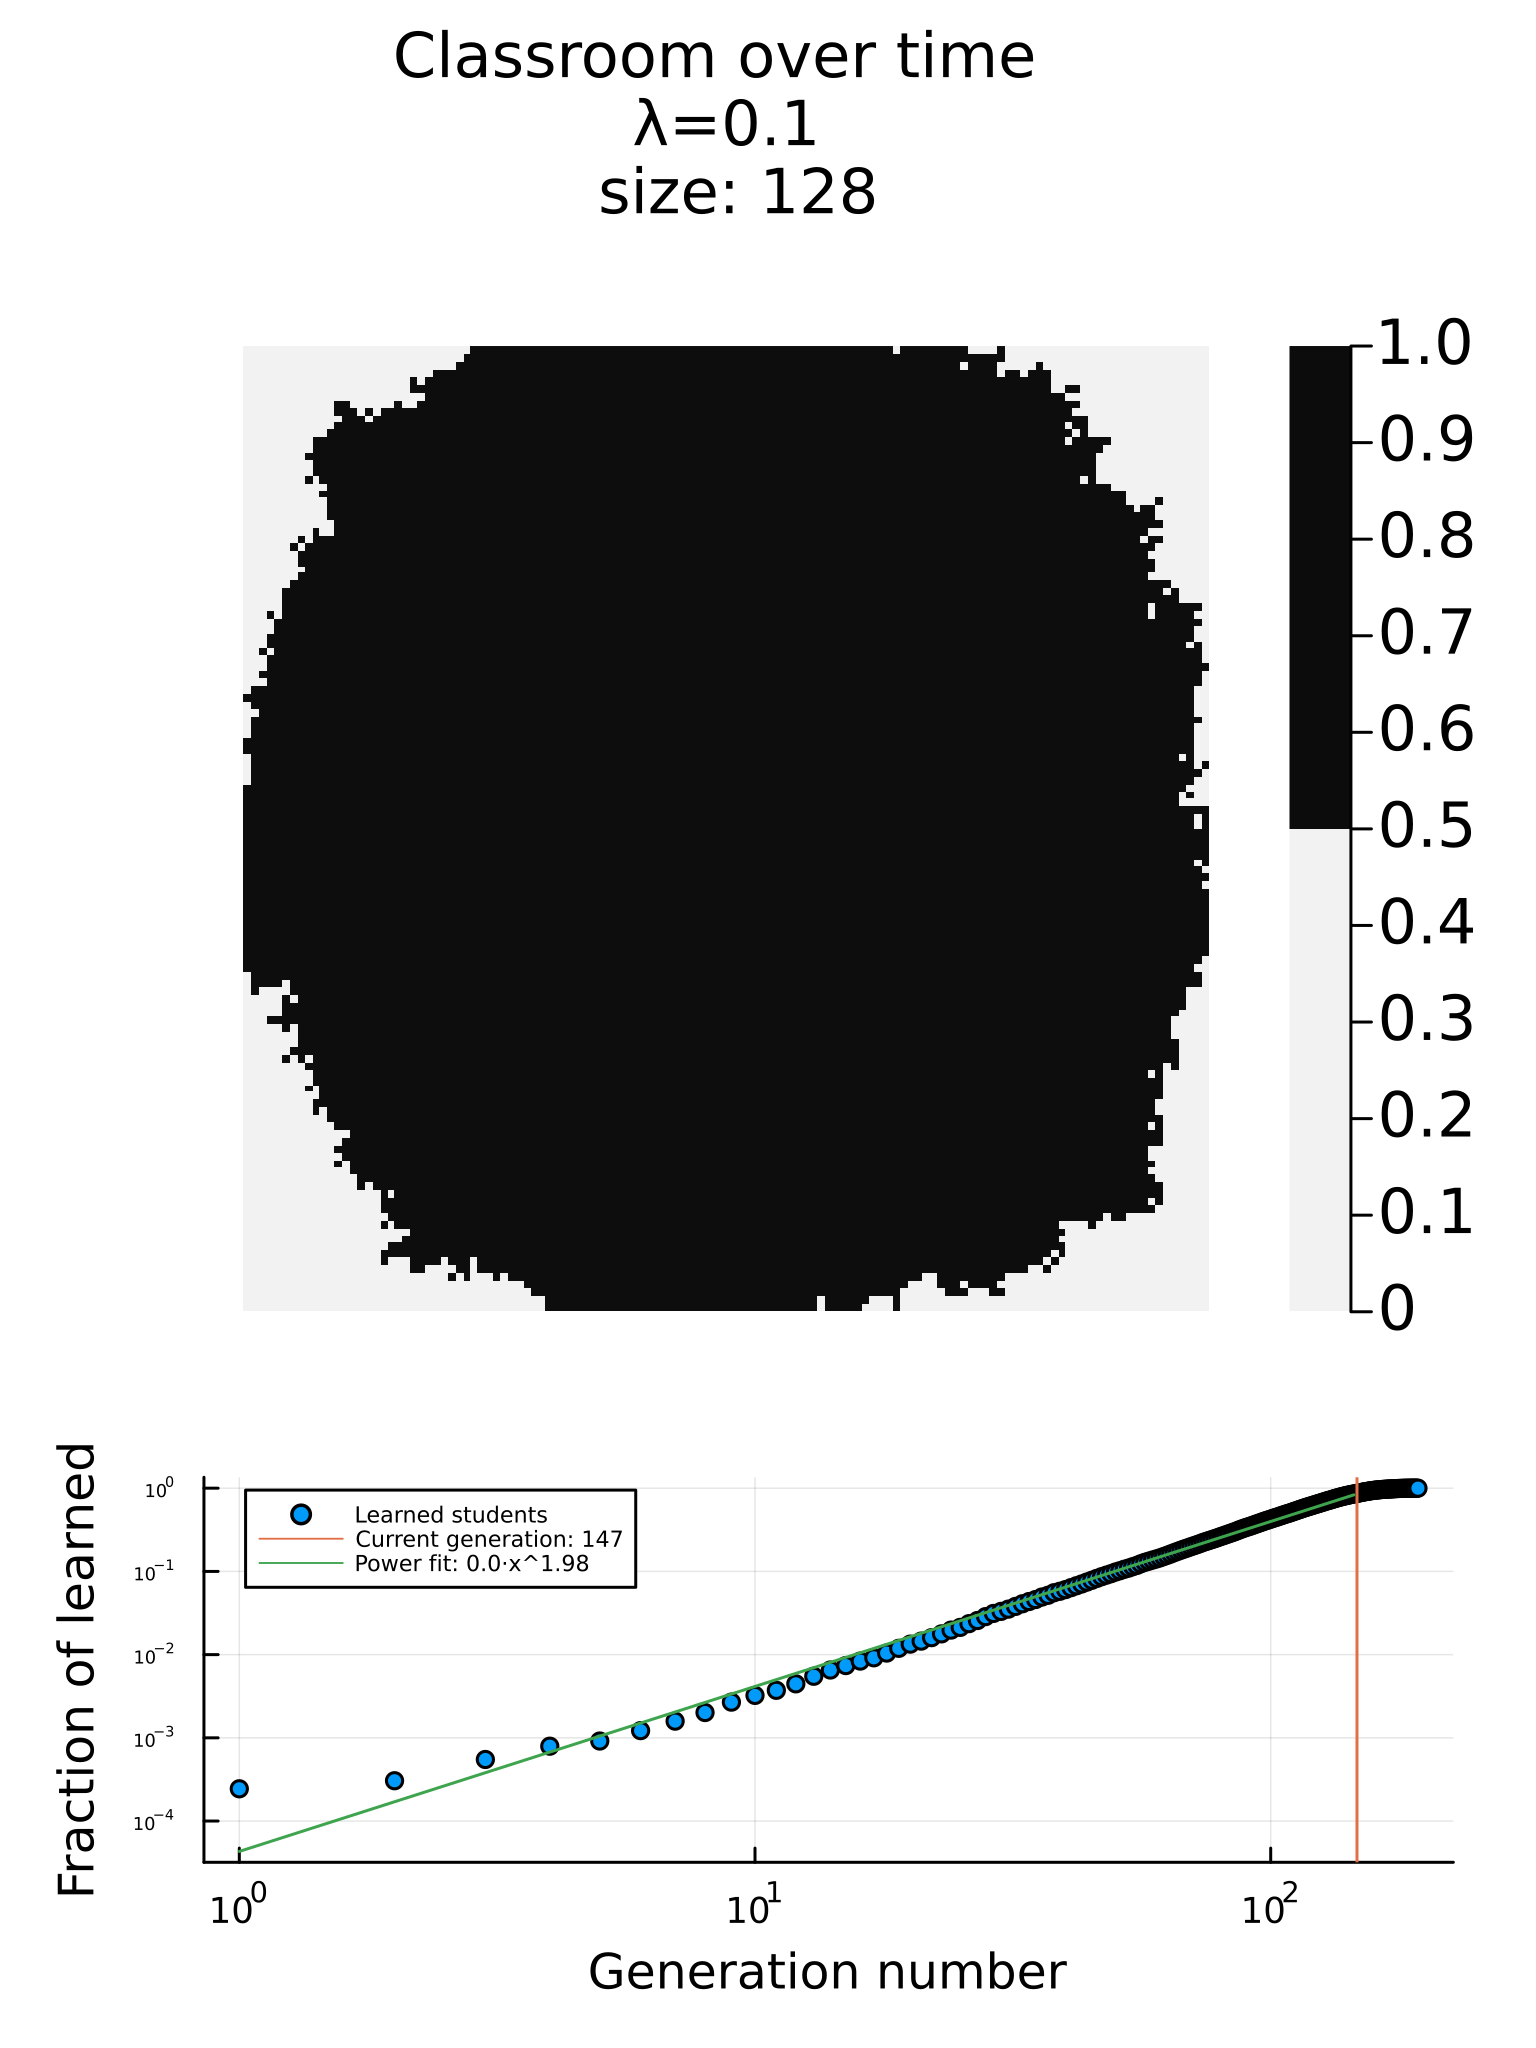 Classroom over time
λ=0.1
size: 128
1.0
0.9
0.8
0.7
0.6
0.5
0.4
0.3
0.2
0.1
0
Fraction of learned
10^0
10^-1
10^-2
10^-3
10^-4
Learned students
Current generation: 147
Power fit: 0.0·x^1.98
10^0 10^1 10^2
Generation number